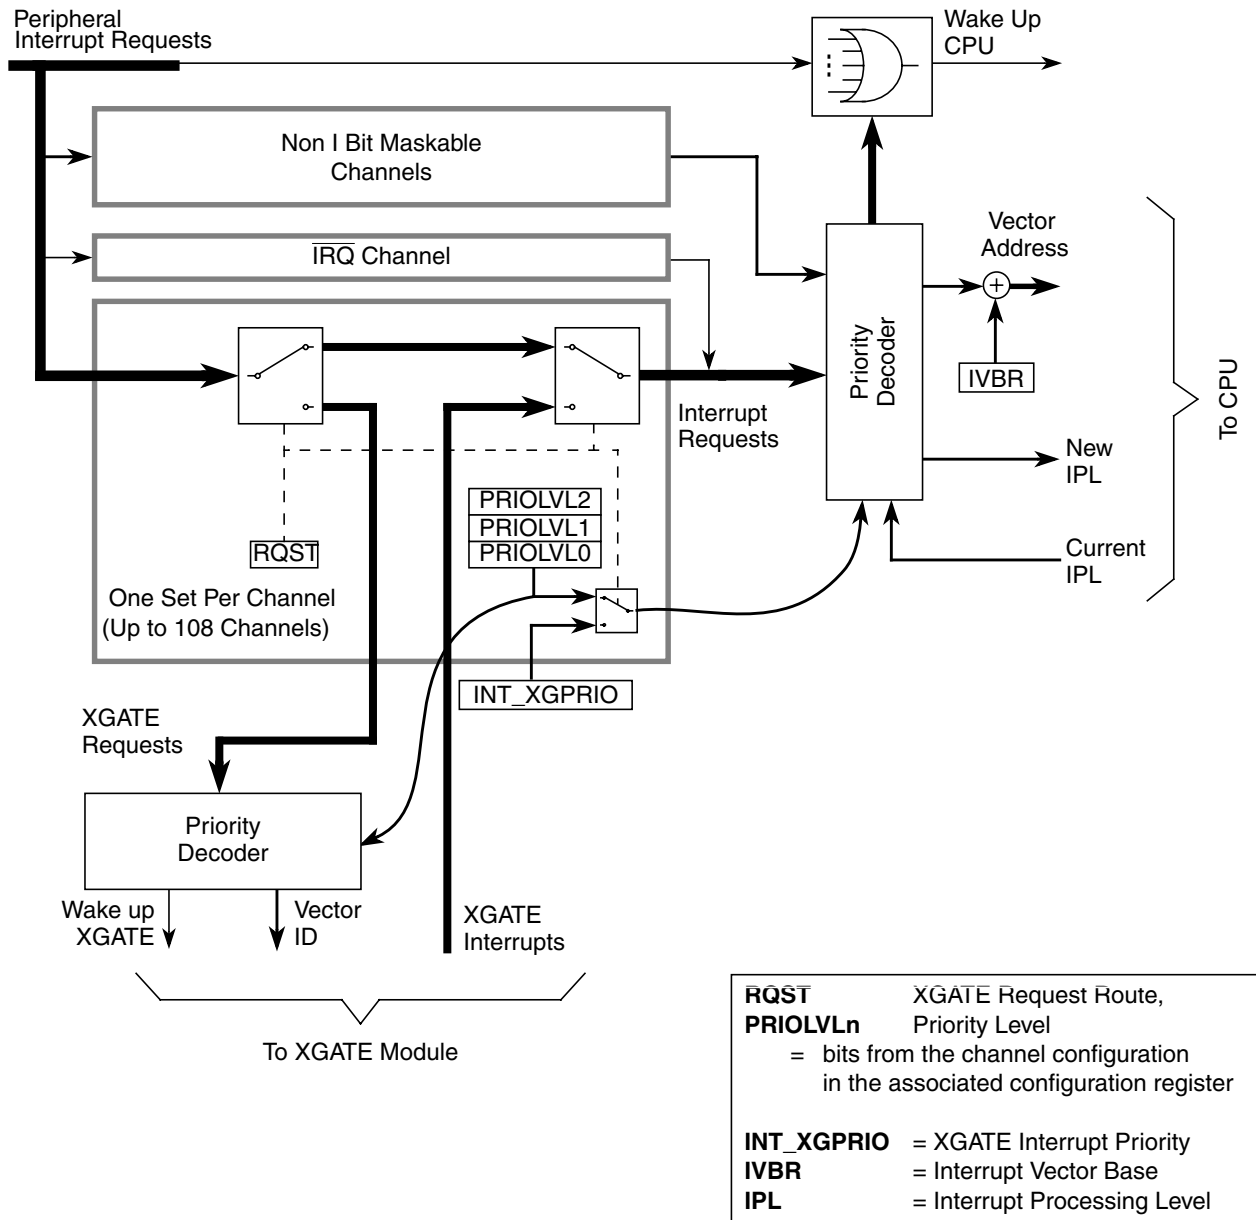 Peripheral
Interrupt Requests
Wake Up
CPU
Non I Bit Maskable
Channels
IRQ Channel
Vector
Address
Priority
Decoder
IVBR
To CPU
Interrupt
Requests
New
IPL
PRIOLVL2
PRIOLVL1
PRIOLVL0
RQST
Current
IPL
One Set Per Channel
(Up to 108 Channels)
INT_XGPRIO
XGATE
Requests
Priority
Decoder
Wake up
XGATE
Vector
ID
XGATE
Interrupts
To XGATE Module
RQST XGATE Request Route,
PRIOLVLn Priority Level
= bits from the channel configuration
in the associated configuration register
INT_XGPRIO = XGATE Interrupt Priority
IVBR = Interrupt Vector Base
IPL = Interrupt Processing Level